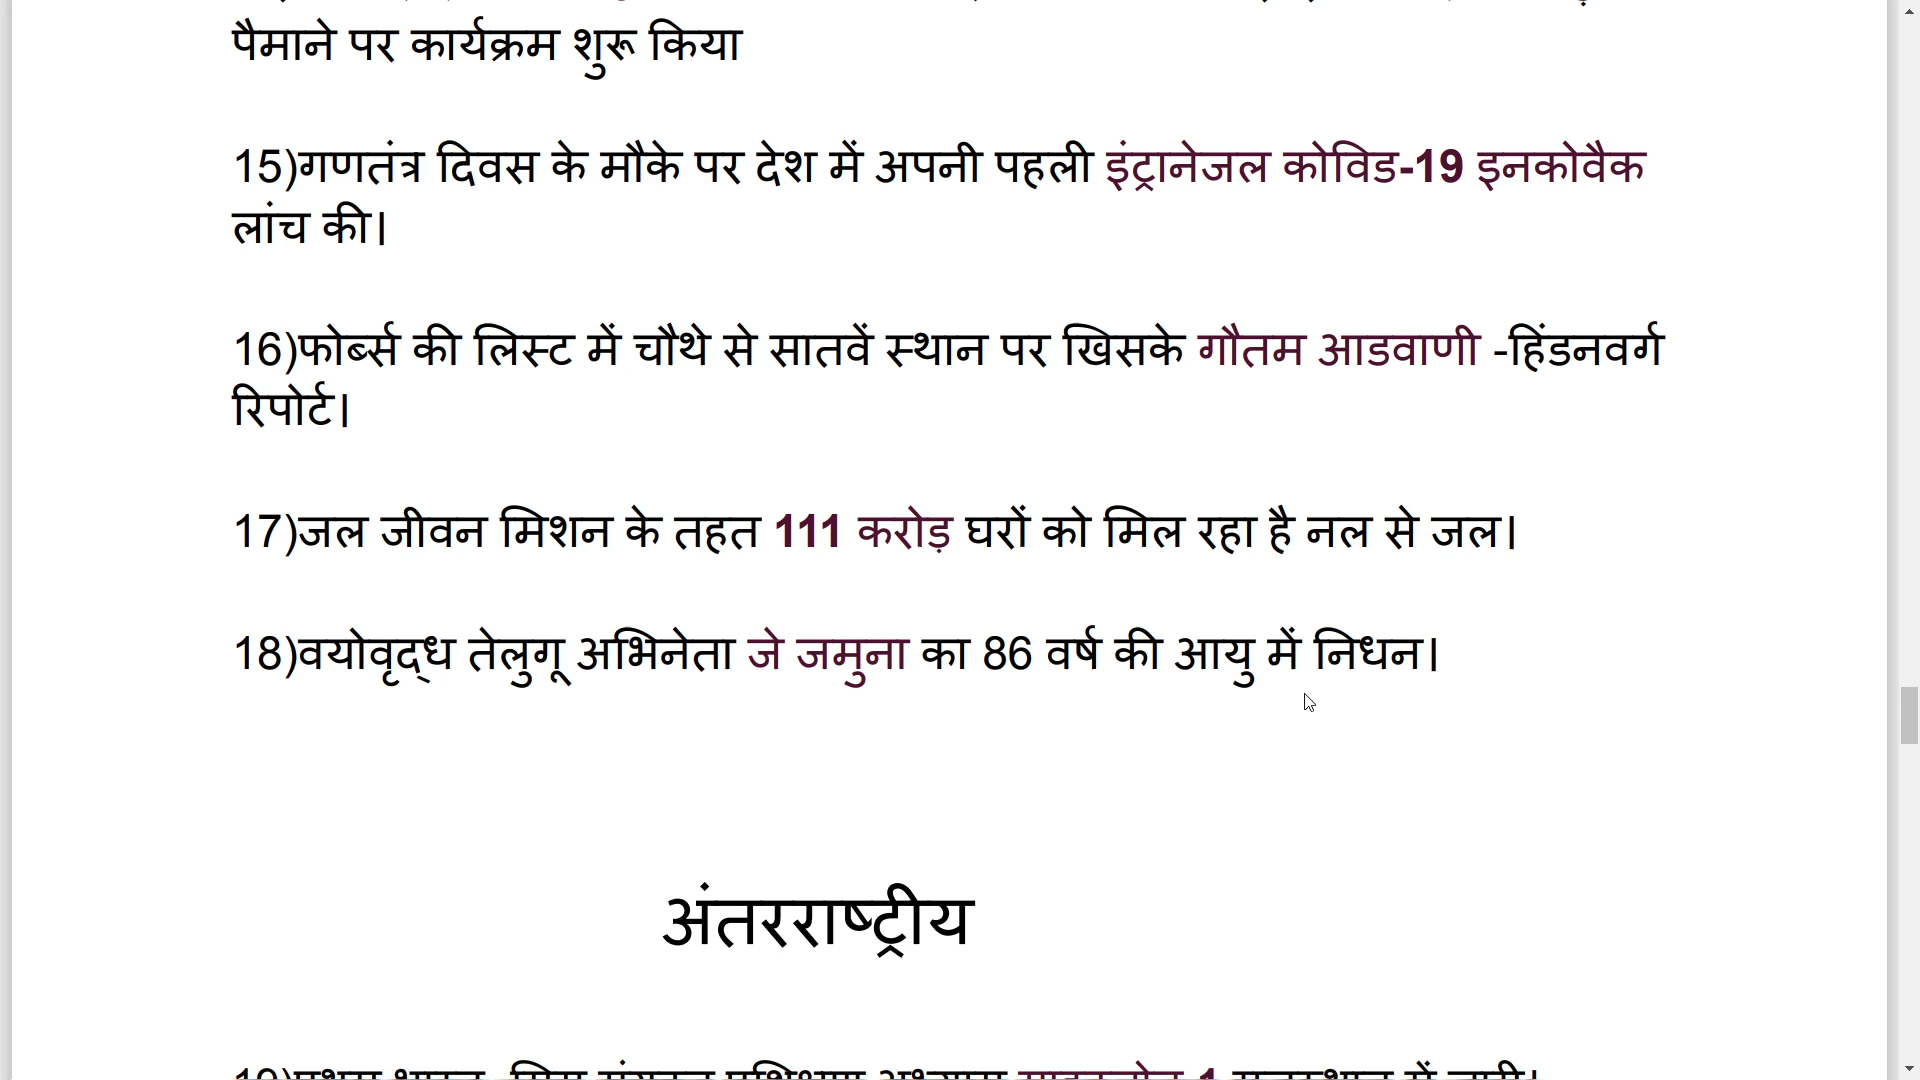 पैमाने पर कार्यक्रम शुरू किया
15)गणतंत्र दिवस के मौके पर देश में अपनी पहली इंट्रानेजल कोविड-19 इनकोवैक
लांच की।
16)फोर्ब्स की लिस्ट में चौथे से सातवें स्थान पर खिसके गौतम आडवाणी -हिंडनवर्ग
रिपोर्ट।
17)जल जीवन मिशन के तहत 111 करोड़ घरों को मिल रहा है नल से जल।
18)वयोवृद्ध तेलुगू अभिनेता जे जमुना का 86 वर्ष की आयु में निधन।
अंतरराष्ट्रीय